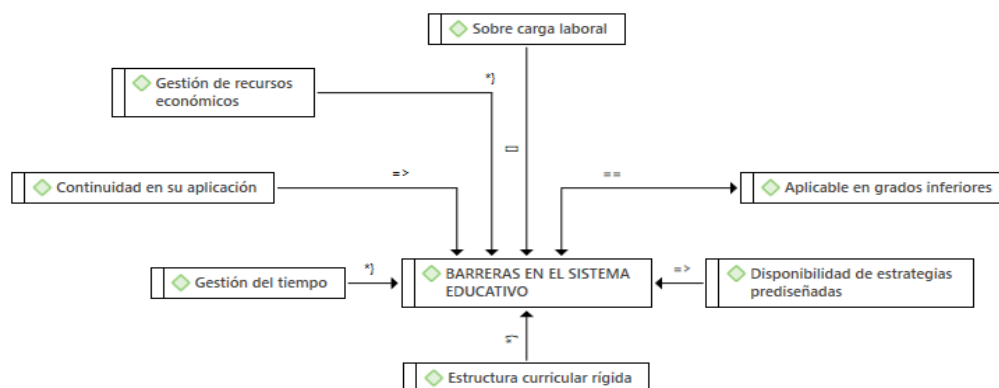 Sobre carga laboral
*}
Gestión de recursos
económicos
[]
=>
==
Continuidad en su aplicación
Aplicable en grados inferiores
*}
BARRERAS EN EL SISTEMA
EDUCATIVO
=>
Gestión del tiempo
Disponibilidad de estrategias
prediseñadas
*}
Estructura curricular rígida